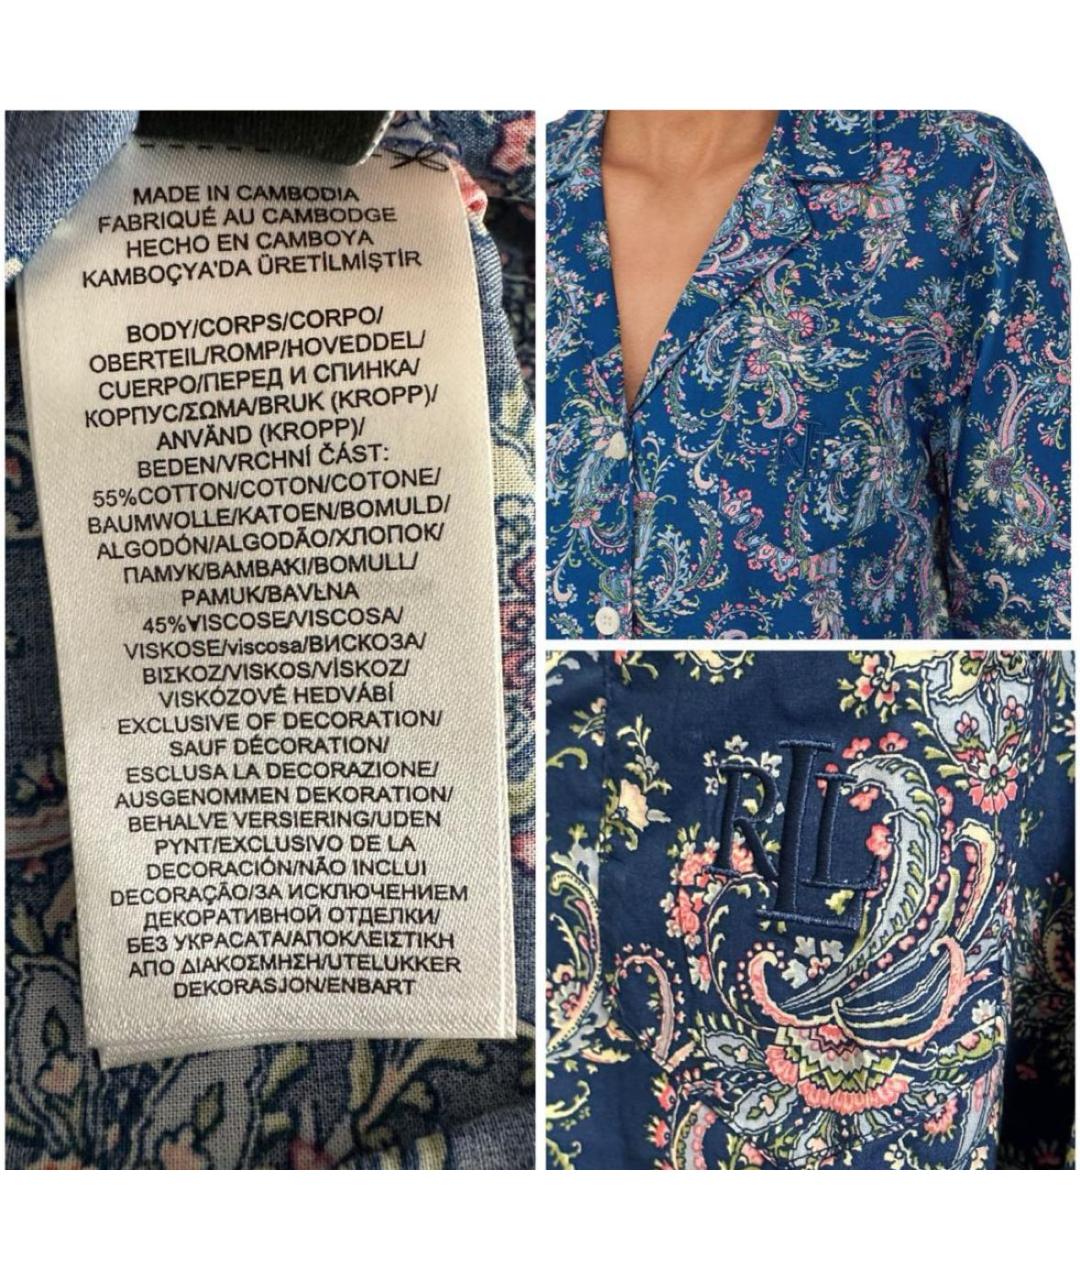 MADE IN CAMBODIA
FABRIQUÉ AU CAMBODGE
HECHO EN CAMBOYA
KAMBOÇYA'DA ÜRETİLMİŞTİR
BODY/CORPS/CORPO/
OBERTEIL/ROMP/HOVEDDEL/
CUERPO/ПЕРЕД И СПИНКА/
КОРПУС/ΣΩΜΑ/BRUK (KROPP)/
ANVÄND (KROPP)/
BEDEN/VRCHNÍ ČÁST:
55%COTTON/COTON/COTONE/
BAUMWOLLE/KATOEN/BOMULD/
ALGODÓN/ALGODÃO/ХЛОПОК/
ПАМУК/ΒΑΜΒΑΚΙ/BOMULL/
PAMUK/BAVLNA
45%VISCOSE/VISCOSA/
VISKOSE/viscosa/ВИСКОЗА/
ΒΙΣΚΟΖ/VISKOS/VİSKOZ/
VISKÓZOVÉ HEDVÁBÍ
EXCLUSIVE OF DECORATION/
SAUF DÉCORATION/
ESCLUSA LA DECORAZIONE/
AUSGENOMMEN DEKORATION/
BEHALVE VERSIERING/UDEN
PYNT/EXCLUSIVO DE LA
DECORACIÓN/NÃO INCLUI
DECORAÇÃO/ЗА ИСКЛЮЧЕНИЕМ
ДЕКОРАТИВНОЙ ОТДЕЛКИ/
БЕЗ УКРАСАТА/ΑΠΟΚΛΕΙΣΤΙΚΗ
ΑΠΟ ΔΙΑΚΟΣΜΗΣΗ/UTELUKKER
DEKORASJON/ENBART
RLL